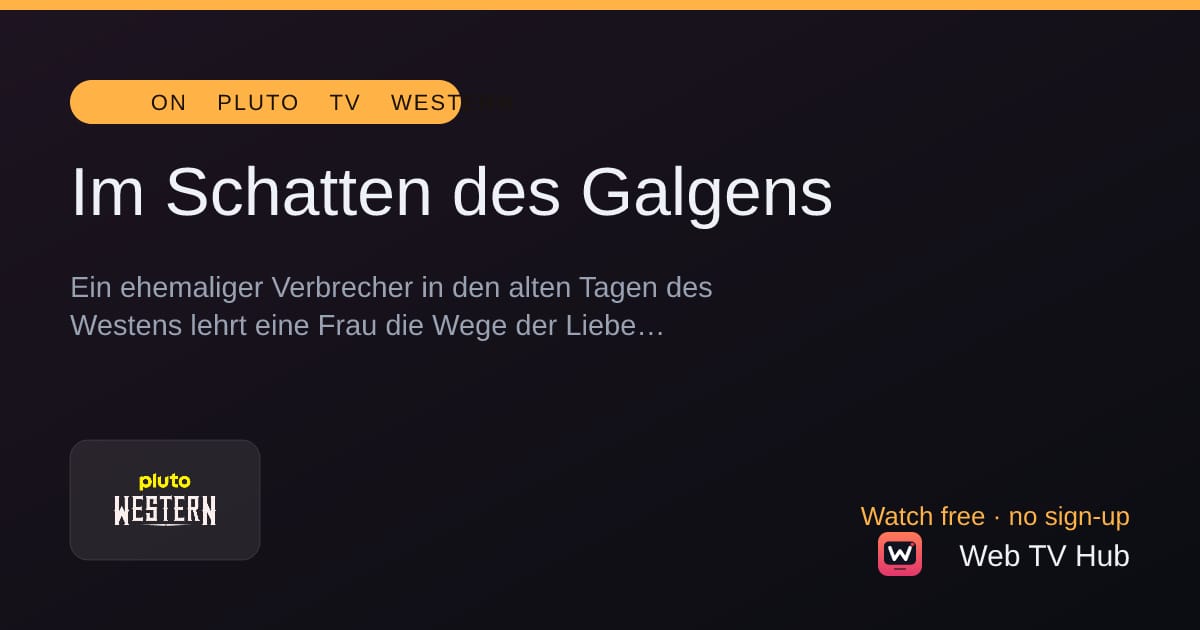 ON PLUTO TV WESTERN
Im Schatten des Galgens
Ein ehemaliger Verbrecher in den alten Tagen des
Westens lehrt eine Frau die Wege der Liebe…
pluto
WESTERN
Watch free · no sign-up
W
Web TV Hub